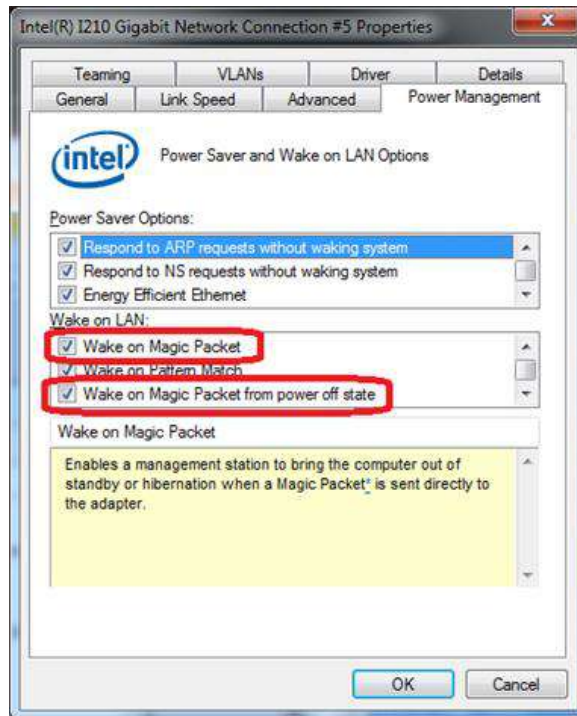 Intel(R) I210 Gigabit Network Connection #5 Properties
Teaming VLANs Driver Details
General Link Speed Advanced Power Management
intel Power Saver and Wake on LAN Options
Power Saver Options:
Respond to ARP requests without waking system
Respond to NS requests without waking system
Energy Efficient Ethernet
Wake on LAN:
Wake on Magic Packet
Wake on Pattern Match
Wake on Magic Packet from power off state
Wake on Magic Packet
Enables a management station to bring the computer out of
standby or hibernation when a Magic Packet* is sent directly to
the adapter.
OK Cancel